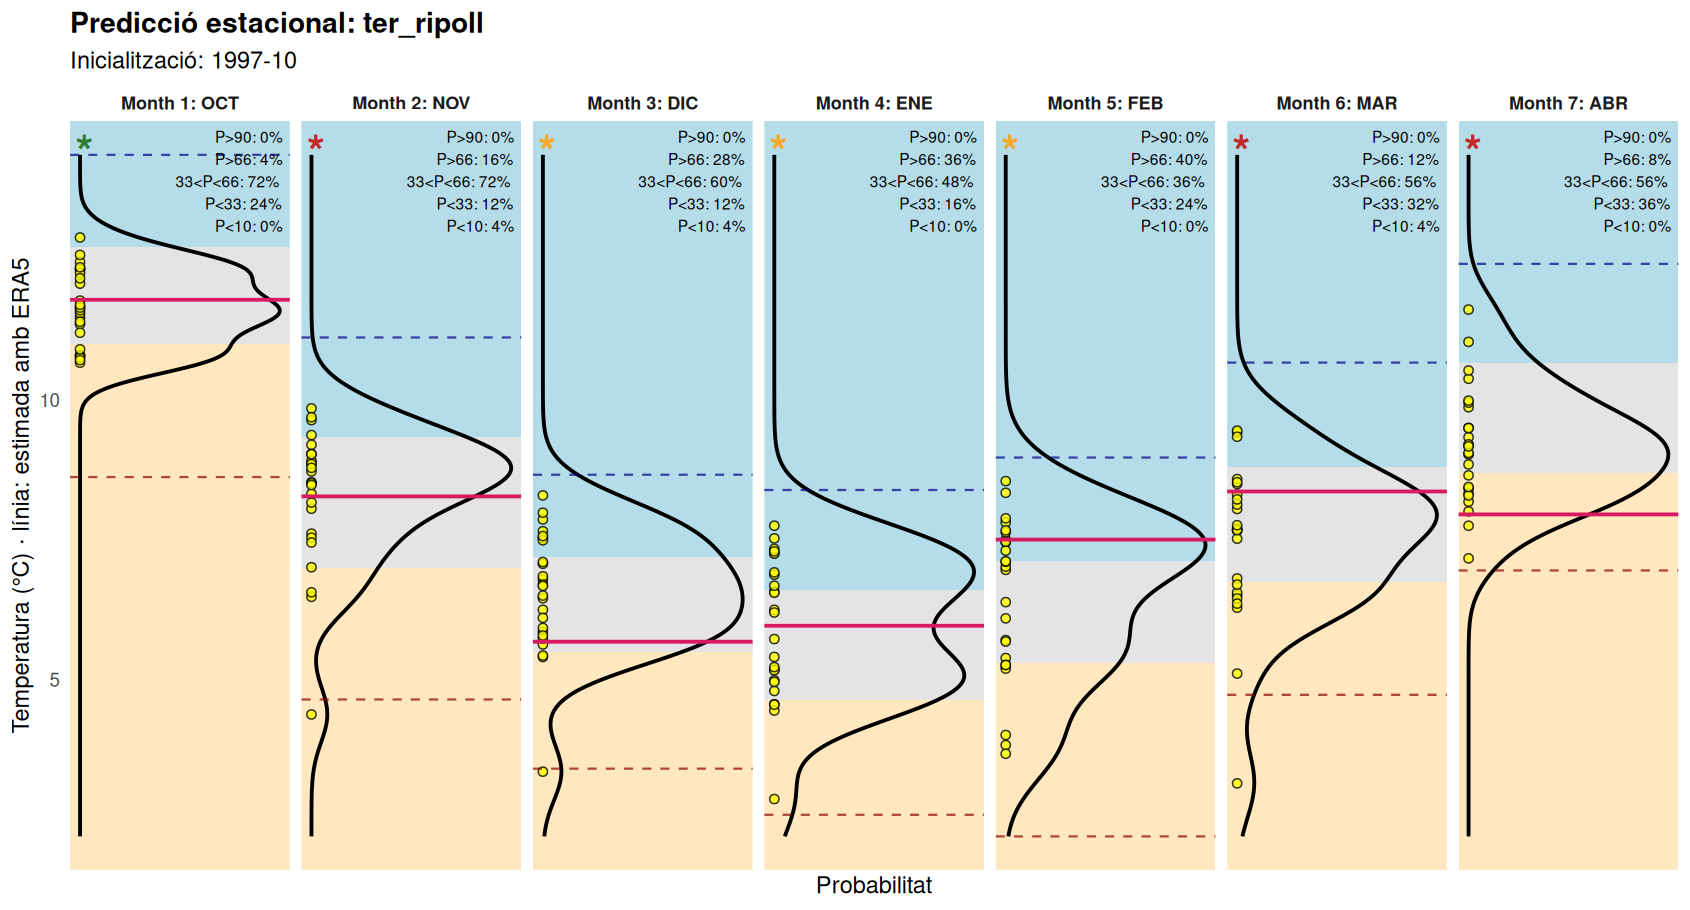 Predicció estacional: ter_ripoll
Inicialització: 1997-10
Month 1: OCT
P>90: 0%
P>66: 4%
33<P<66: 72%
P<33: 24%
P<10: 0%
Month 2: NOV
P>90: 0%
P>66: 16%
33<P<66: 72%
P<33: 12%
P<10: 4%
Month 3: DIC
P>90: 0%
P>66: 28%
33<P<66: 60%
P<33: 12%
P<10: 4%
Month 4: ENE
P>90: 0%
P>66: 36%
33<P<66: 48%
P<33: 16%
P<10: 0%
Month 5: FEB
P>90: 0%
P>66: 40%
33<P<66: 36%
P<33: 24%
P<10: 0%
Month 6: MAR
P>90: 0%
P>66: 12%
33<P<66: 56%
P<33: 32%
P<10: 4%
Month 7: ABR
P>90: 0%
P>66: 8%
33<P<66: 56%
P<33: 36%
P<10: 0%
Temperatura (°C) · línia: estimada amb ERA5
10
5
Probabilitat